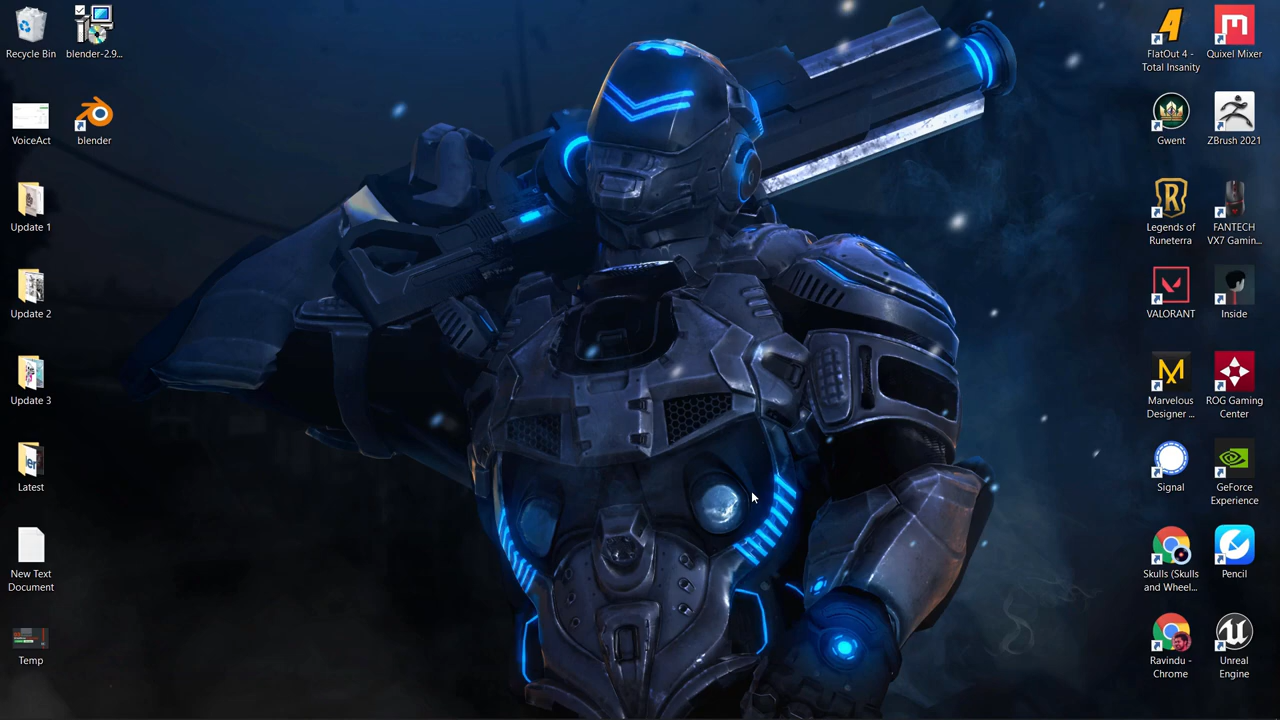 Recycle Bin
blender-2.9...
VoiceAct
blender
Update 1
Update 2
Update 3
Latest
New Text
Document
Temp
FlatOut 4 -
Total Insanity
Quixel Mixer
Gwent
ZBrush 2021
Legends of
Runeterra
FANTECH
VX7 Gamin...
VALORANT
Inside
Marvelous
Designer ...
ROG Gaming
Center
Signal
GeForce
Experience
Skulls (Skulls
and Wheel...
Pencil
Ravindu -
Chrome
Unreal
Engine